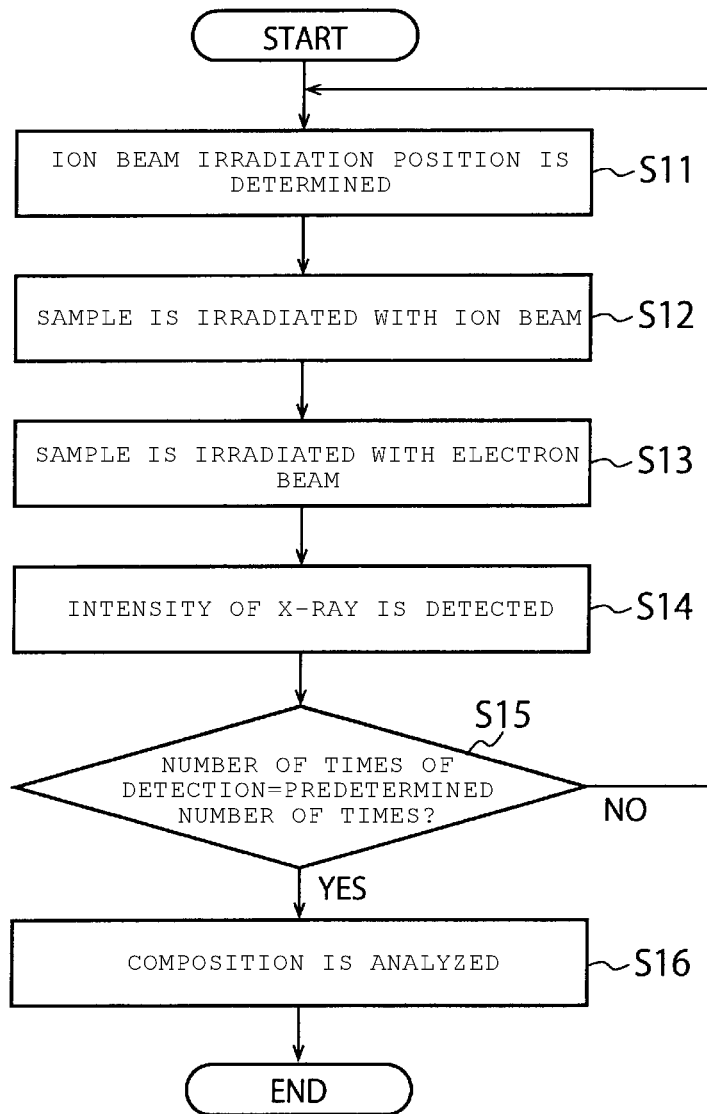 START
ION BEAM IRRADIATION POSITION IS
DETERMINED
S11
SAMPLE IS IRRADIATED WITH ION BEAM
S12
SAMPLE IS IRRADIATED WITH ELECTRON
BEAM
S13
INTENSITY OF X-RAY IS DETECTED
S14
S15
NUMBER OF TIMES OF
DETECTION=PREDETERMINED
NUMBER OF TIMES?
NO
YES
COMPOSITION IS ANALYZED
S16
END